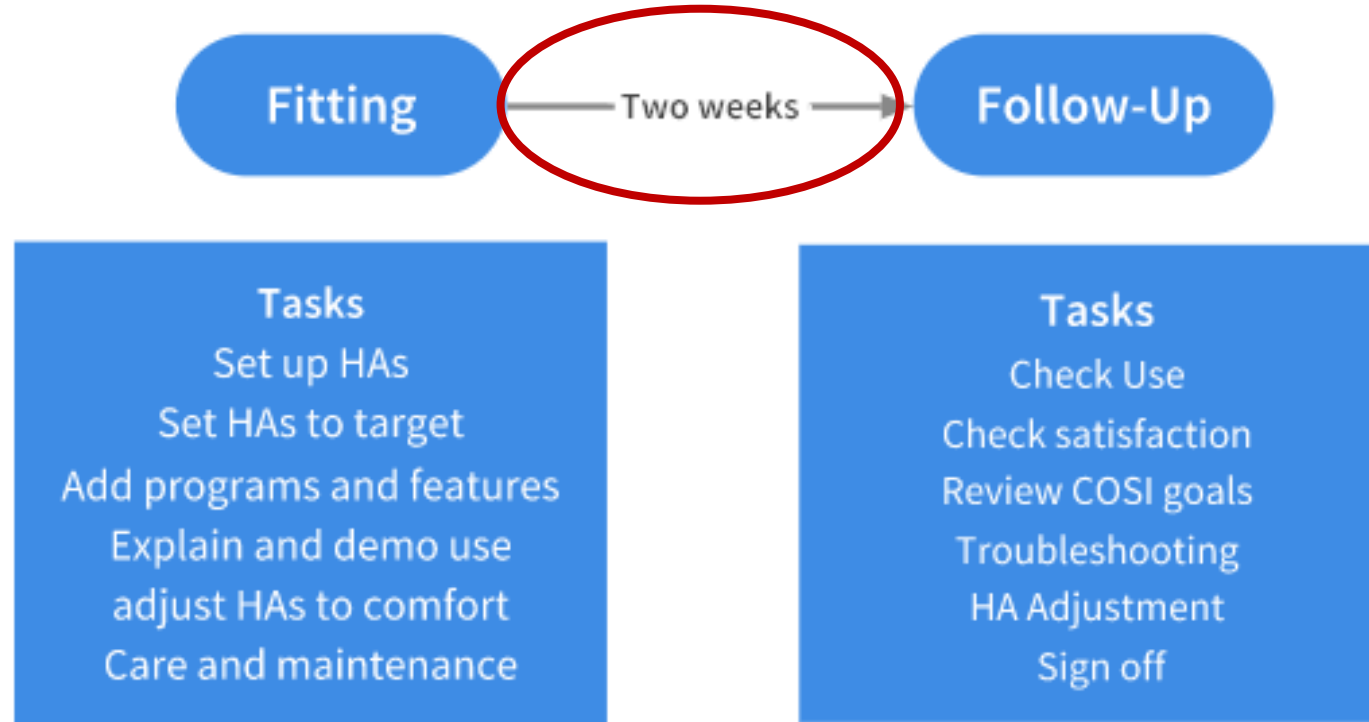 Fitting
Two weeks
Follow-Up
Tasks
Set up HAs
Set HAs to target
Add programs and features
Explain and demo use
adjust HAs to comfort
Care and maintenance
Tasks
Check Use
Check satisfaction
Review COSI goals
Troubleshooting
HA Adjustment
Sign off